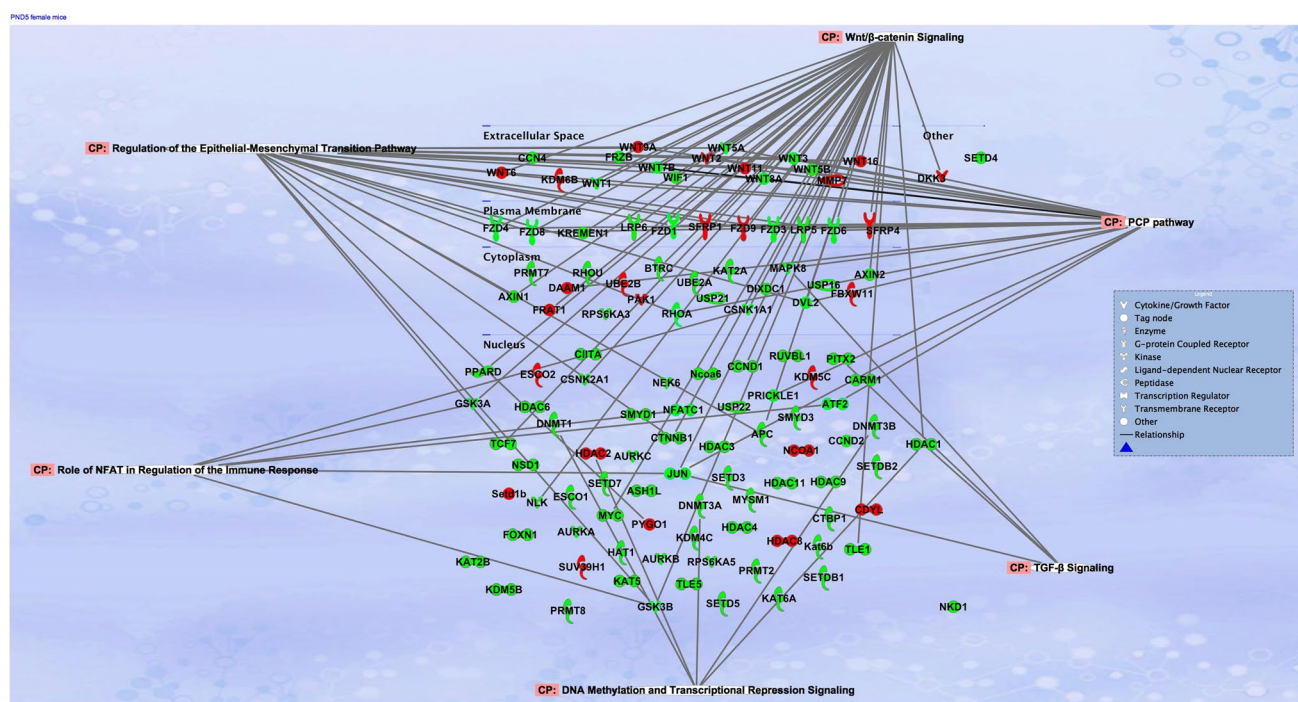 PND5 female mice
CP: Wnt/β-catenin Signaling
Extracellular Space
Other
CP: Regulation of the Epithelial-Mesenchymal Transition Pathway
WNT9A
WNT5A
CCN4
FRZB
WNT2
WNT3
WNT16
SETD4
WNT6
KDM6B
WNT1
WNT7B
WIF1
WNT11
WNT8A
WNT5B
MMP7
DKK3
Plasma Membrane
CP: PCP pathway
FZD4
FZD8
KREMEN1
LRP6
FZD1
SFRP1
FZD9
FZD3
LRP5
FZD6
SFRP4
Cytoplasm
PRMT7
RHOU
BTRC
KAT2A
MAPK8
AXIN2
AXIN1
DAAM1
UBE2B
PAK1
UBE2A
USP21
DIXDC1
USP16
FBXW11
FRAT1
RPS6KA3
RHOA
CSNK1A1
DVL2
Legend
Cytokine/Growth Factor
Tag node
Enzyme
G-protein Coupled Receptor
Kinase
Ligand-dependent Nuclear Receptor
Peptidase
Transcription Regulator
Transmembrane Receptor
Other
Relationship
Nucleus
CIITA
RUVBL1
PITX2
PPARD
ESCO2
CSNK2A1
NEK6
Ncoa6
CCND1
KDM5C
CARM1
GSK3A
HDAC6
DNMT1
SMYD1
NFATC1
USP22
PRICKLE1
SMYD3
ATF2
TCF7
CTNNB1
HDAC3
APC
CCND2
DNMT3B
HDAC1
NSD1
HDAC2
AURKC
NCOA1
SETDB2
CP: Role of NFAT in Regulation of the Immune Response
JUN
Setd1b
NLK
ESCO1
SETD7
ASH1L
SETD3
HDAC11
HDAC9
MYC
DNMT3A
MYSM1
CTBP1
CDYL
FOXN1
AURKA
PYGO1
KDM4C
HDAC4
HDAC8
Kat6b
TLE1
KAT2B
SUV39H1
HAT1
AURKB
RPS6KA5
PRMT2
SETDB1
CP: TGF-β Signaling
KDM5B
KAT5
TLE5
PRMT8
GSK3B
SETD5
KAT6A
NKD1
CP: DNA Methylation and Transcriptional Repression Signaling